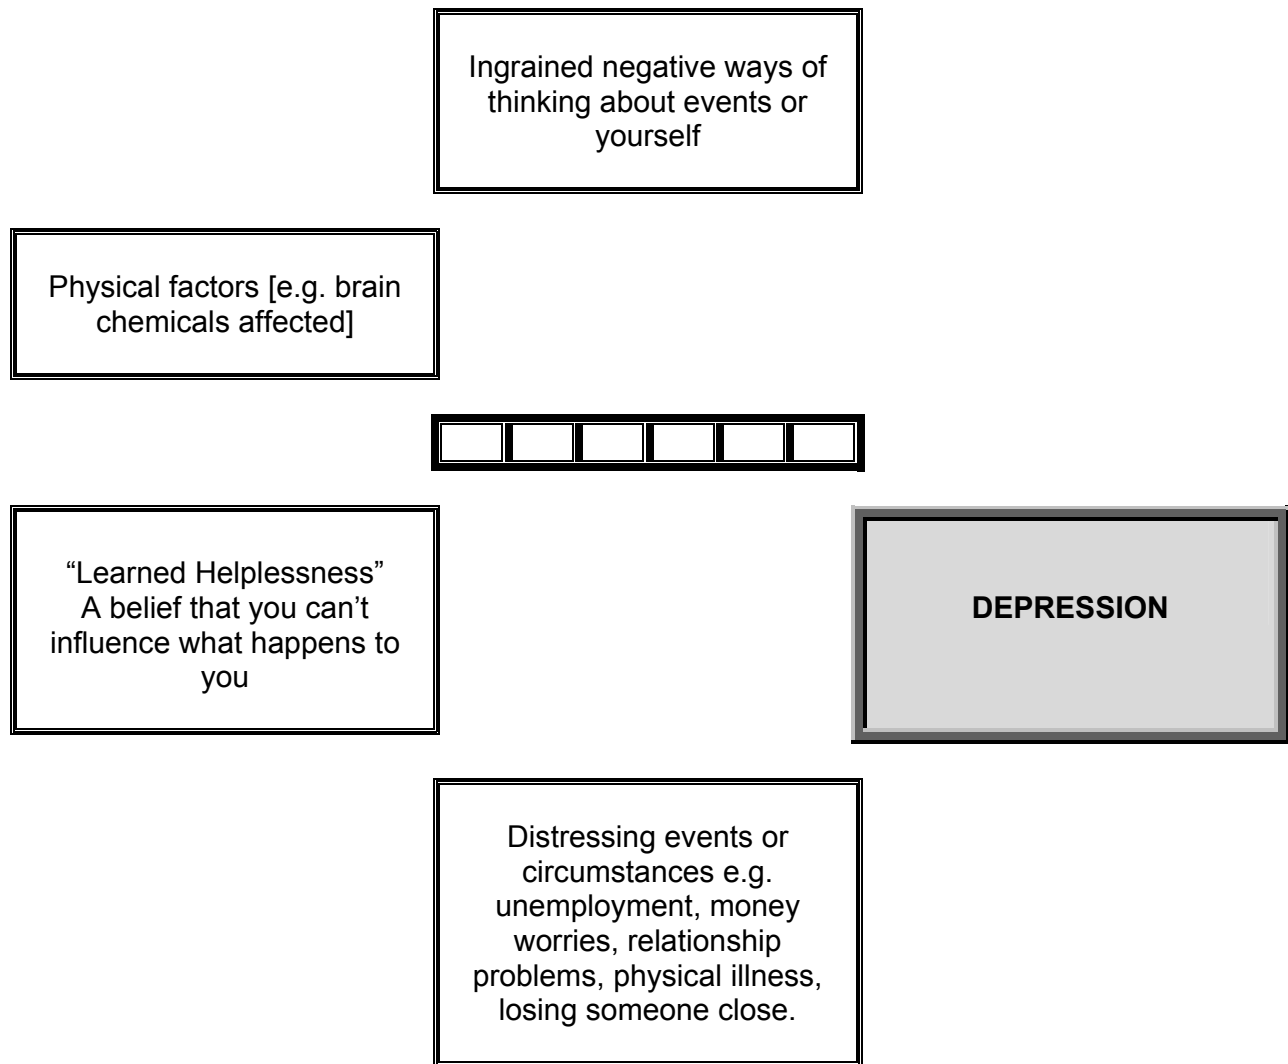 Ingrained negative ways of
thinking about events or
yourself
Physical factors [e.g. brain
chemicals affected]
“Learned Helplessness”
A belief that you can’t
influence what happens to
you
DEPRESSION
Distressing events or
circumstances e.g.
unemployment, money
worries, relationship
problems, physical illness,
losing someone close.